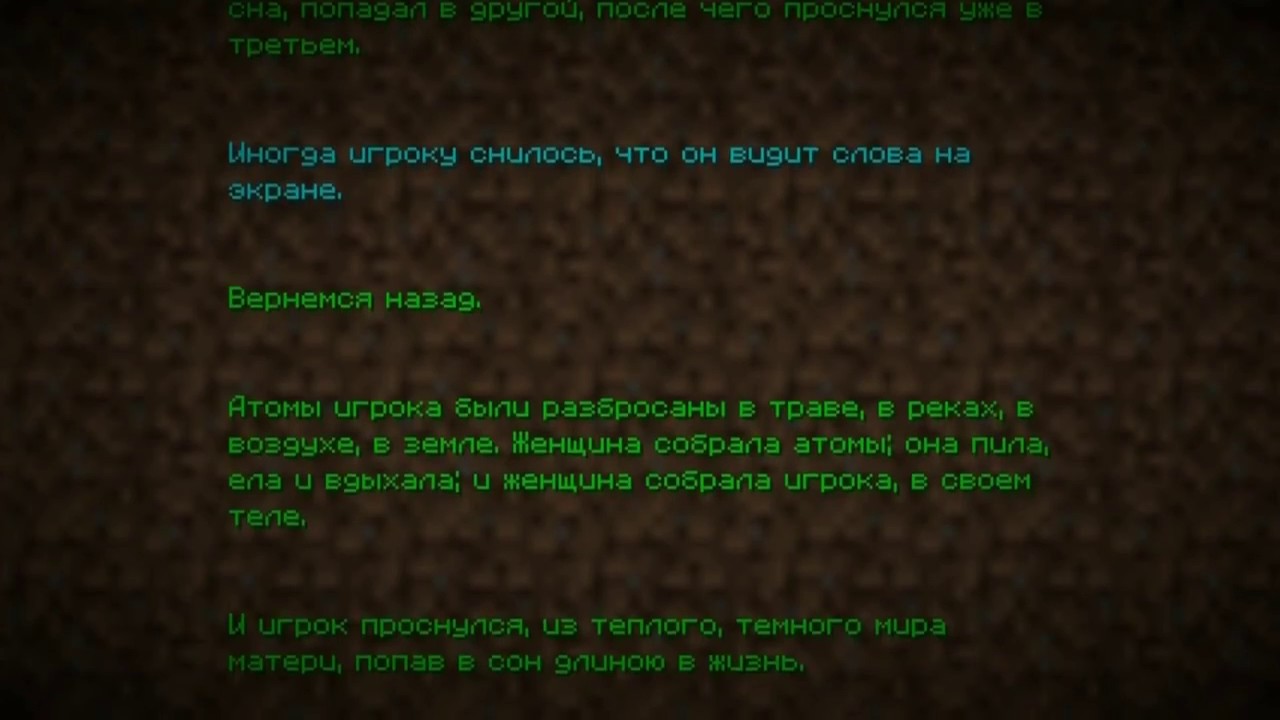 сна, попадал в другой, после чего проснулся уже в
третьем.
Иногда игроку снилось, что он видит слова на
экране.
Вернемся назад.
Атомы игрока были разбросаны в траве, в реках, в
воздухе, в земле. Женщина собрала атомы; она пила,
ела и вдыхала; и женщина собрала игрока, в своем
теле.
И игрок проснулся, из теплого, темного мира
матери, попав в сон длиною в жизнь.